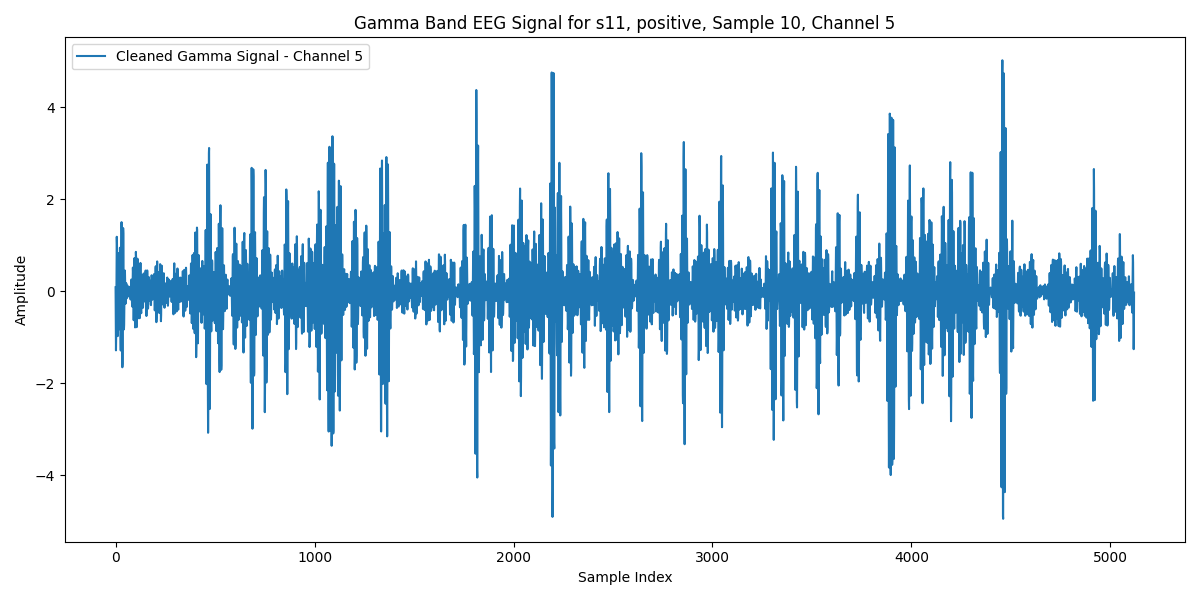 Gamma Band EEG Signal for s11, positive, Sample 10, Channel 5
Cleaned Gamma Signal - Channel 5
Amplitude
4
2
0
−2
−4
0 1000 2000 3000 4000 5000
Sample Index